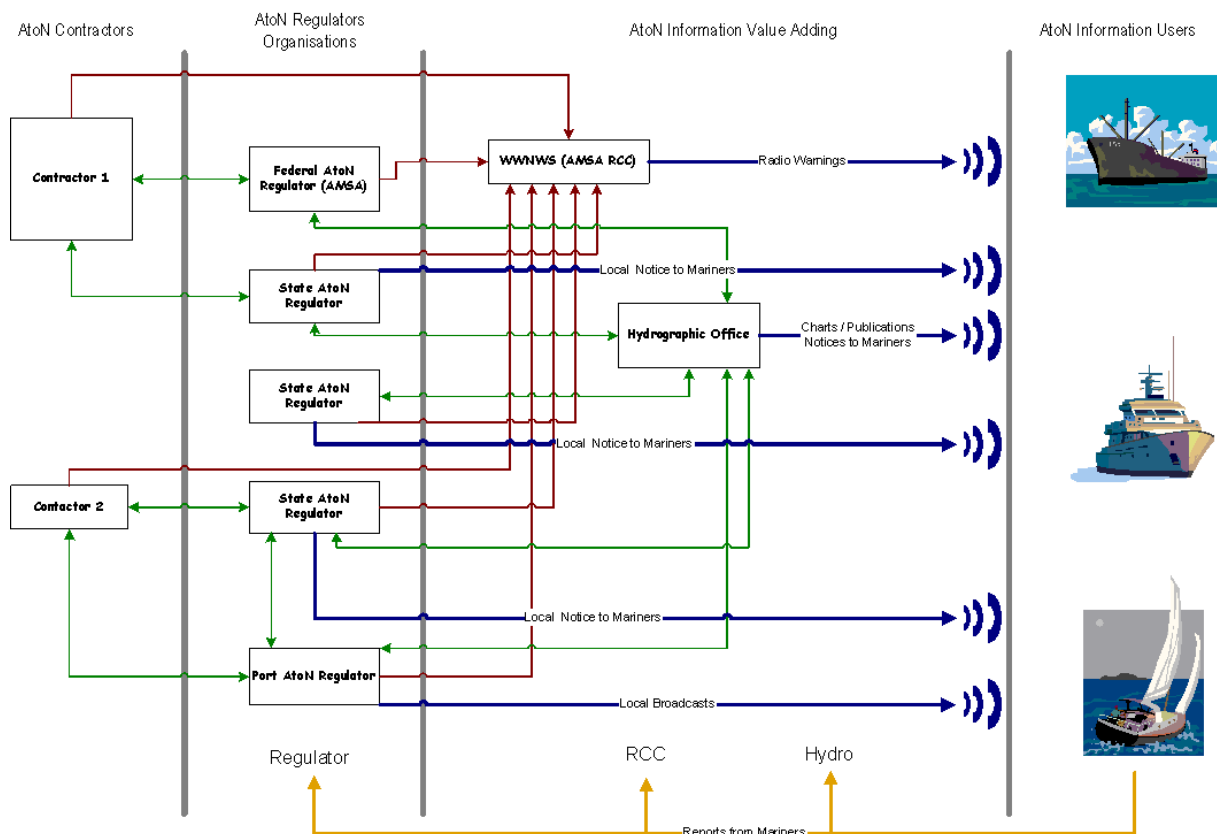 AtoN Contractors
AtoN Regulators
Organisations
AtoN Information Value Adding
AtoN Information Users
Contractor 1
Federal AtoN
Regulator (AMSA)
WWNWS (AMSA RCC)
Radio Warnings
State AtoN
Regulator
Local Notice to Mariners
Hydrographic Office
Charts / Publications
Notices to Mariners
State AtoN
Regulator
Local Notice to Mariners
Contactor 2
State AtoN
Regulator
Local Notice to Mariners
Port AtoN Regulator
Local Broadcasts
Regulator
RCC
Hydro
Reports from Mariners